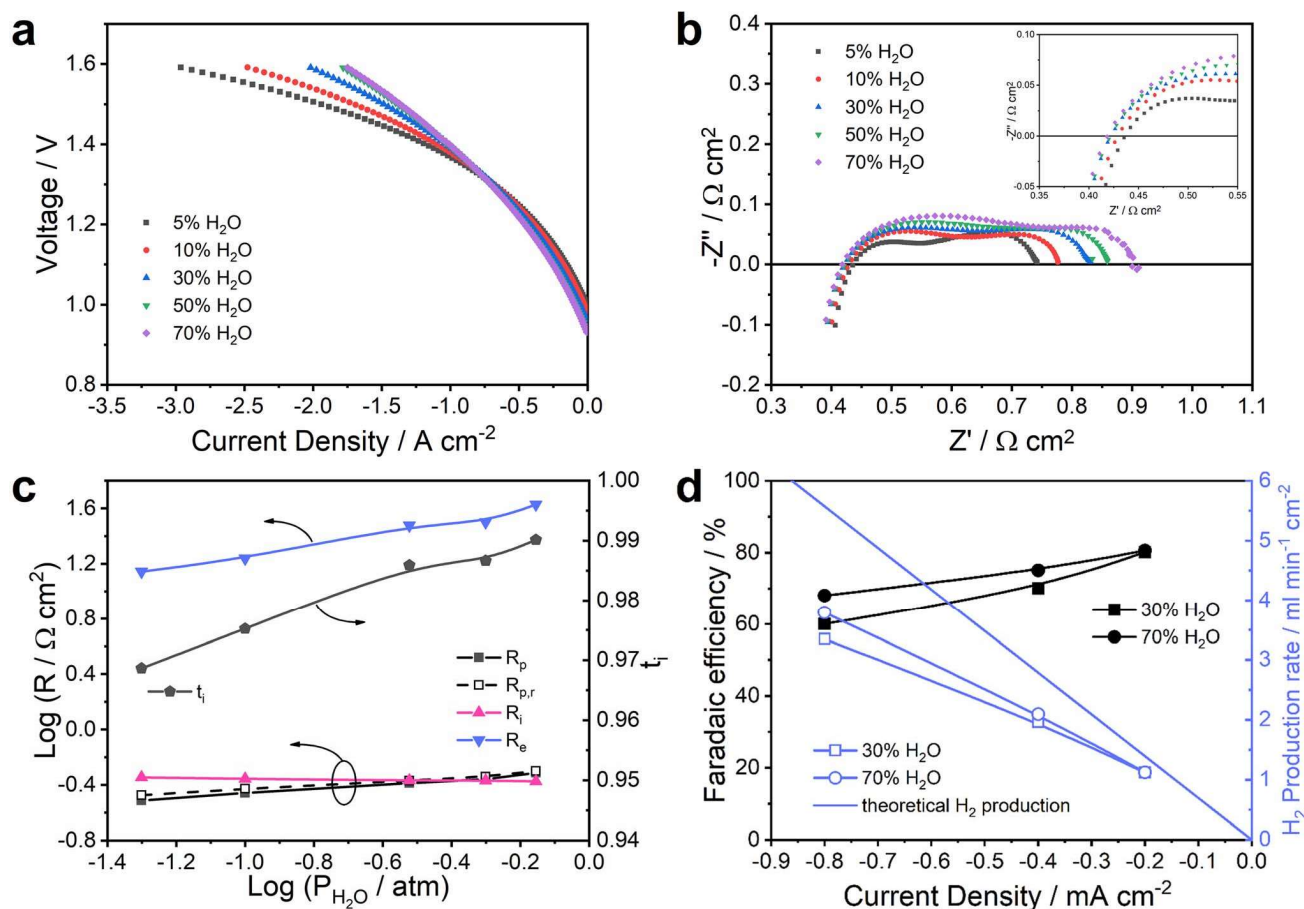 a
Voltage / V
1.6
1.4
1.2
1.0
0.8
5% H₂O
10% H₂O
30% H₂O
50% H₂O
70% H₂O
-3.5 -3.0 -2.5 -2.0 -1.5 -1.0 -0.5 0.0
Current Density / A cm⁻²
b
-Z'' / Ω cm²
0.4
0.3
0.2
0.1
0.0
-0.1
-0.2
5% H₂O
10% H₂O
30% H₂O
50% H₂O
70% H₂O
-Z'' / Ω cm²
0.10
0.05
0.00
-0.05
0.35 0.40 0.45 0.50 0.55
Z' / Ω cm²
0.3 0.4 0.5 0.6 0.7 0.8 0.9 1.0 1.1
Z' / Ω cm²
c
Log (R / Ω cm²)
1.6
1.2
0.8
0.4
0.0
-0.4
-0.8
tᵢ
1.00
0.99
0.98
0.97
0.96
0.95
0.94
tᵢ
Rₚ
Rₚ,ᵣ
Rᵢ
Rₑ
-1.4 -1.2 -1.0 -0.8 -0.6 -0.4 -0.2 0.0
Log (P_H₂O / atm)
d
Faradaic efficiency / %
100
80
60
40
20
0
H₂ Production rate / ml min⁻¹ cm⁻²
6
5
4
3
2
1
0
30% H₂O
70% H₂O
30% H₂O
70% H₂O
theoretical H₂ production
-0.9 -0.8 -0.7 -0.6 -0.5 -0.4 -0.3 -0.2 -0.1 0.0
Current Density / mA cm⁻²